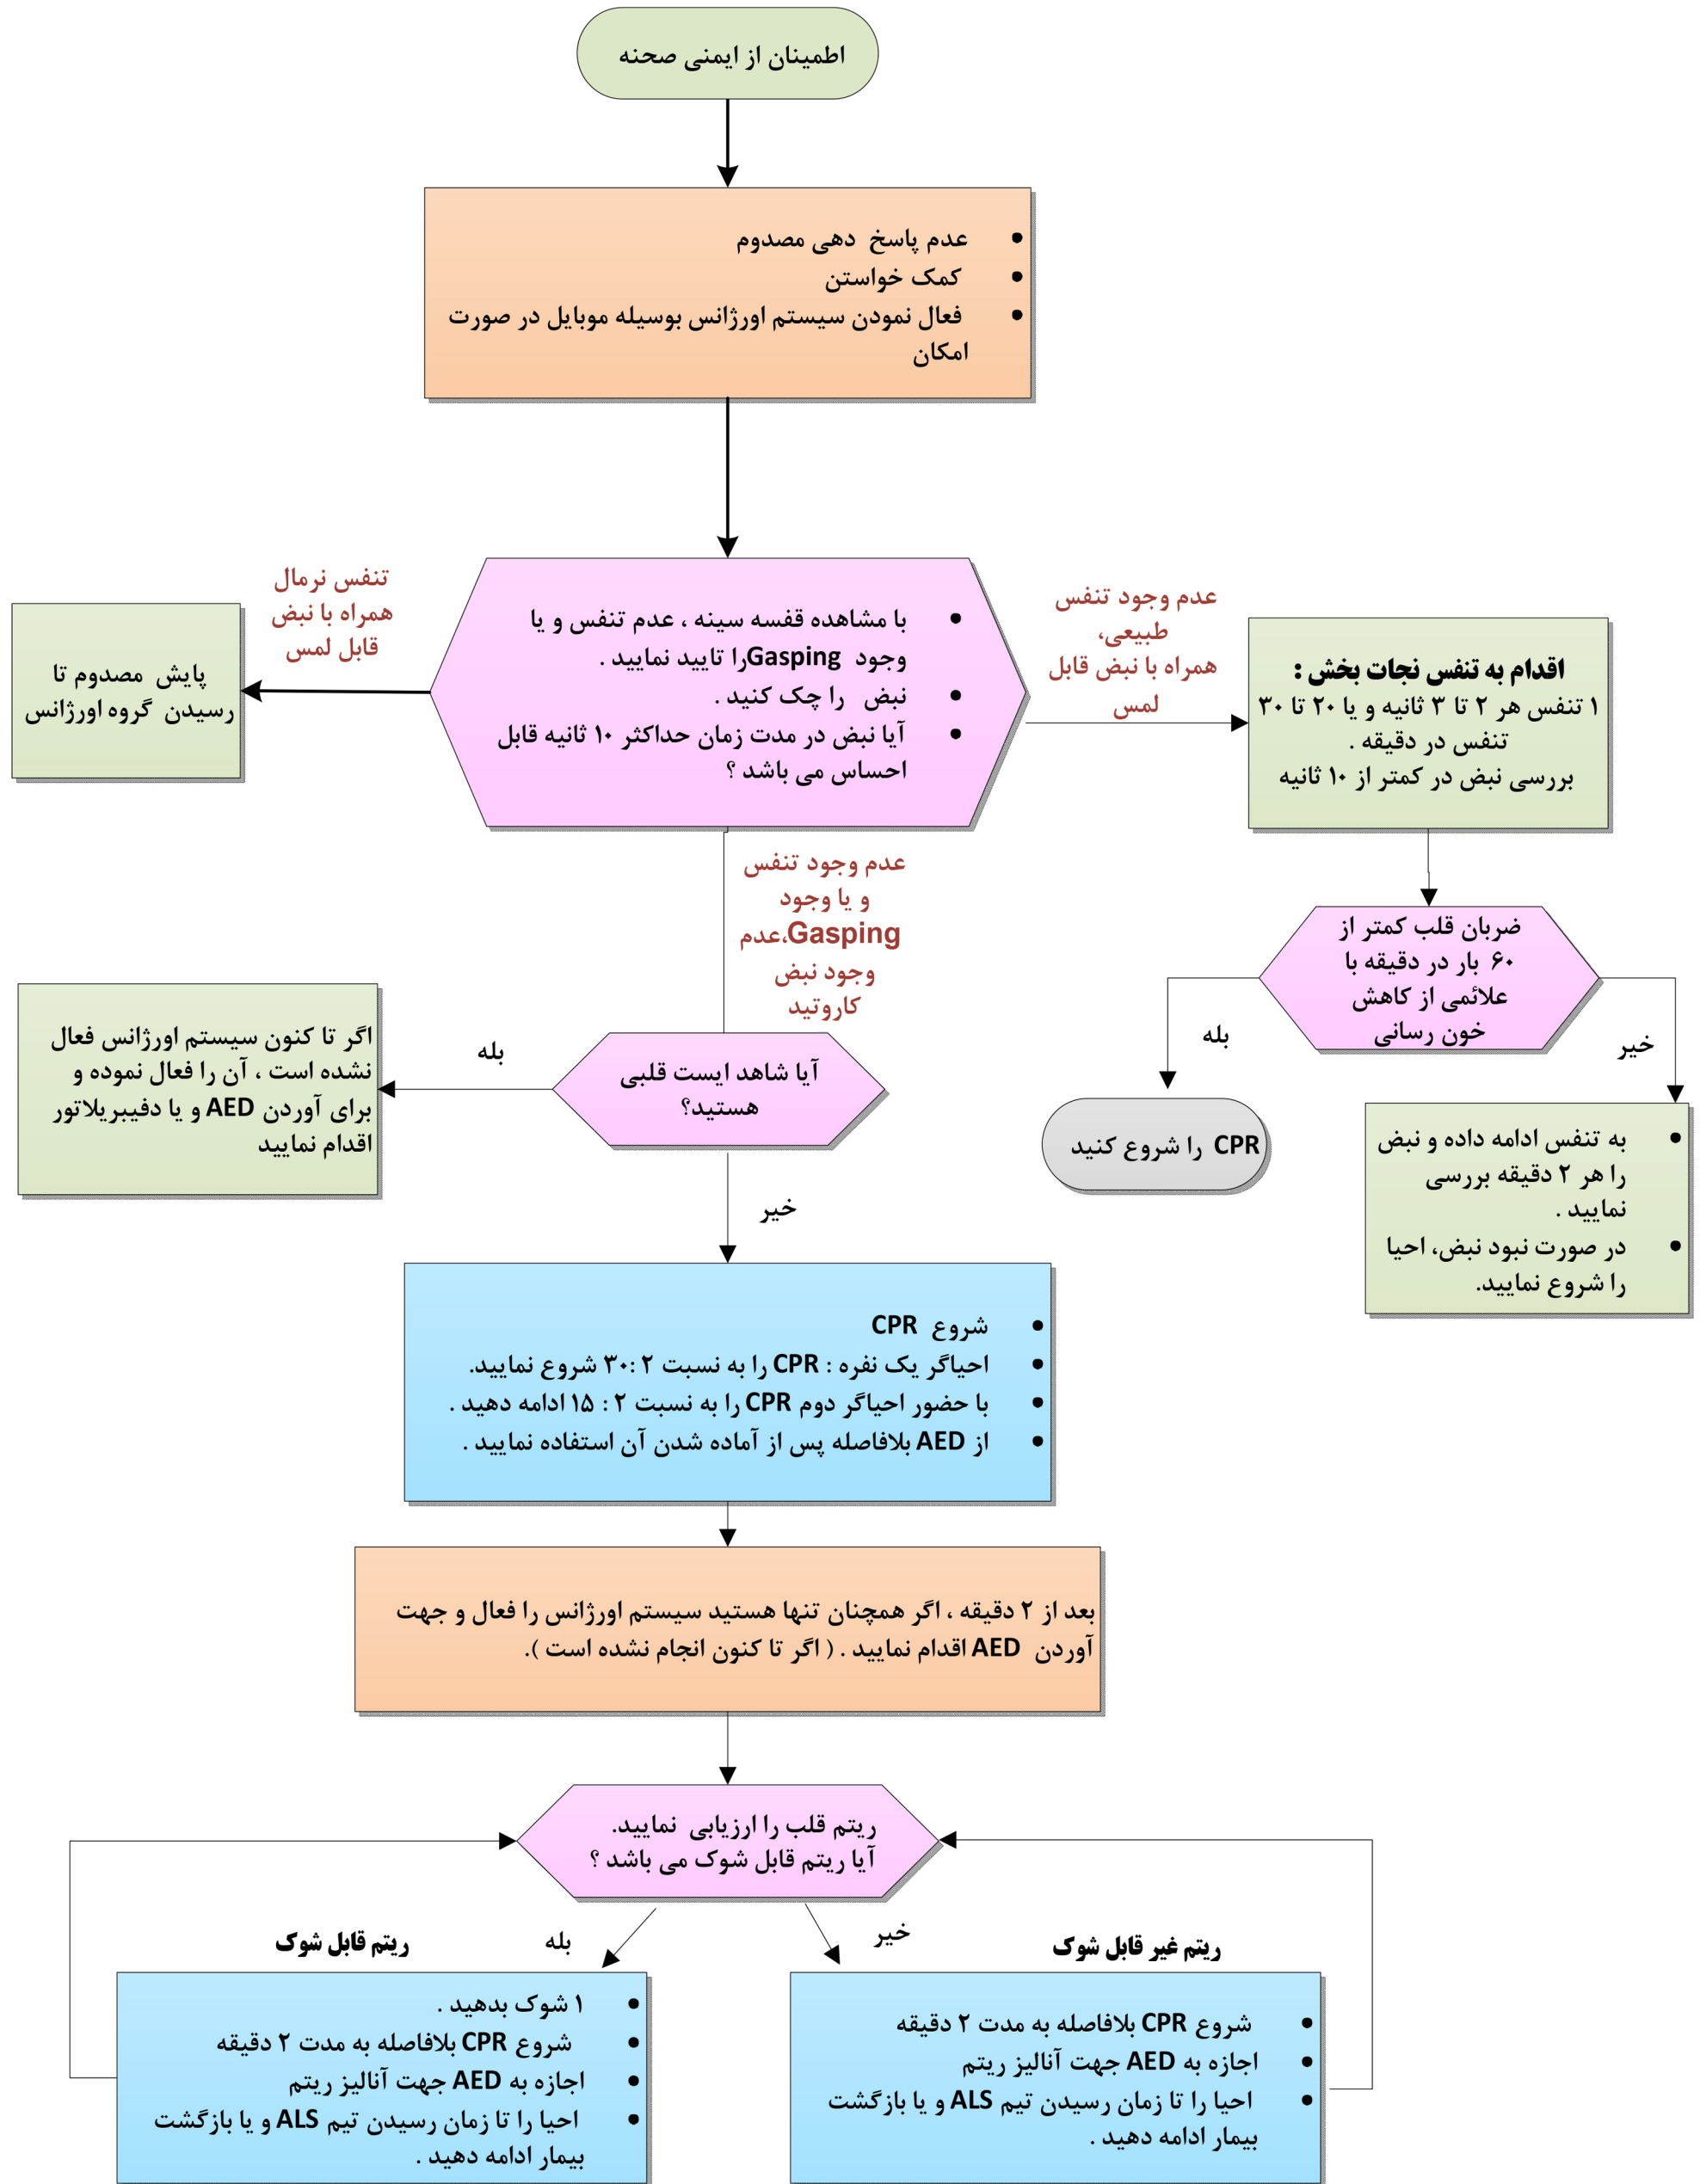 اطمینان از ایمنی صحنه
• عدم پاسخ دهی مصدوم
• کمک خواستن
• فعال نمودن سیستم اورژانس بوسیله موبایل در صورت
امکان
• با مشاهده قفسه سینه ، عدم تنفس و یا
وجود Gaspingرا تایید نمایید .
• نبض را چک کنید .
• آیا نبض در مدت زمان حداکثر ۱۰ ثانیه قابل
احساس می باشد ؟
تنفس نرمال
همراه با نبض
قابل لمس
پایش مصدوم تا
رسیدن گروه اورژانس
عدم وجود تنفس
طبیعی،
همراه با نبض قابل
لمس
اقدام به تنفس نجات بخش :
۱ تنفس هر ۲ تا ۳ ثانیه و یا ۲۰ تا ۳۰
تنفس در دقیقه .
بررسی نبض در کمتر از ۱۰ ثانیه
ضربان قلب کمتر از
۶۰ بار در دقیقه با
علائمی از کاهش
خون رسانی
بله
خیر
CPR را شروع کنید
• به تنفس ادامه داده و نبض
را هر ۲ دقیقه بررسی
نمایید .
• در صورت نبود نبض، احیا
را شروع نمایید.
عدم وجود تنفس
و یا وجود
Gasping،عدم
وجود نبض
کاروتید
آیا شاهد ایست قلبی
هستید؟
بله
اگر تا کنون سیستم اورژانس فعال
نشده است ، آن را فعال نموده و
برای آوردن AED و یا دفیبریلاتور
اقدام نمایید
خیر
• شروع CPR
• احیاگر یک نفره : CPR را به نسبت ۲ :۳۰ شروع نمایید.
• با حضور احیاگر دوم CPR را به نسبت ۲ : ۱۵ ادامه دهید .
• از AED بلافاصله پس از آماده شدن آن استفاده نمایید .
بعد از ۲ دقیقه ، اگر همچنان تنها هستید سیستم اورژانس را فعال و جهت
آوردن AED اقدام نمایید . ( اگر تا کنون انجام نشده است ).
ریتم قلب را ارزیابی نمایید.
آیا ریتم قابل شوک می باشد ؟
خیر
ریتم غیر قابل شوک
• شروع CPR بلافاصله به مدت ۲ دقیقه
• اجازه به AED جهت آنالیز ریتم
• احیا را تا زمان رسیدن تیم ALS و یا بازگشت
بیمار ادامه دهید .
بله
ریتم قابل شوک
• ۱ شوک بدهید .
• شروع CPR بلافاصله به مدت ۲ دقیقه
• اجازه به AED جهت آنالیز ریتم
• احیا را تا زمان رسیدن تیم ALS و یا بازگشت
بیمار ادامه دهید .